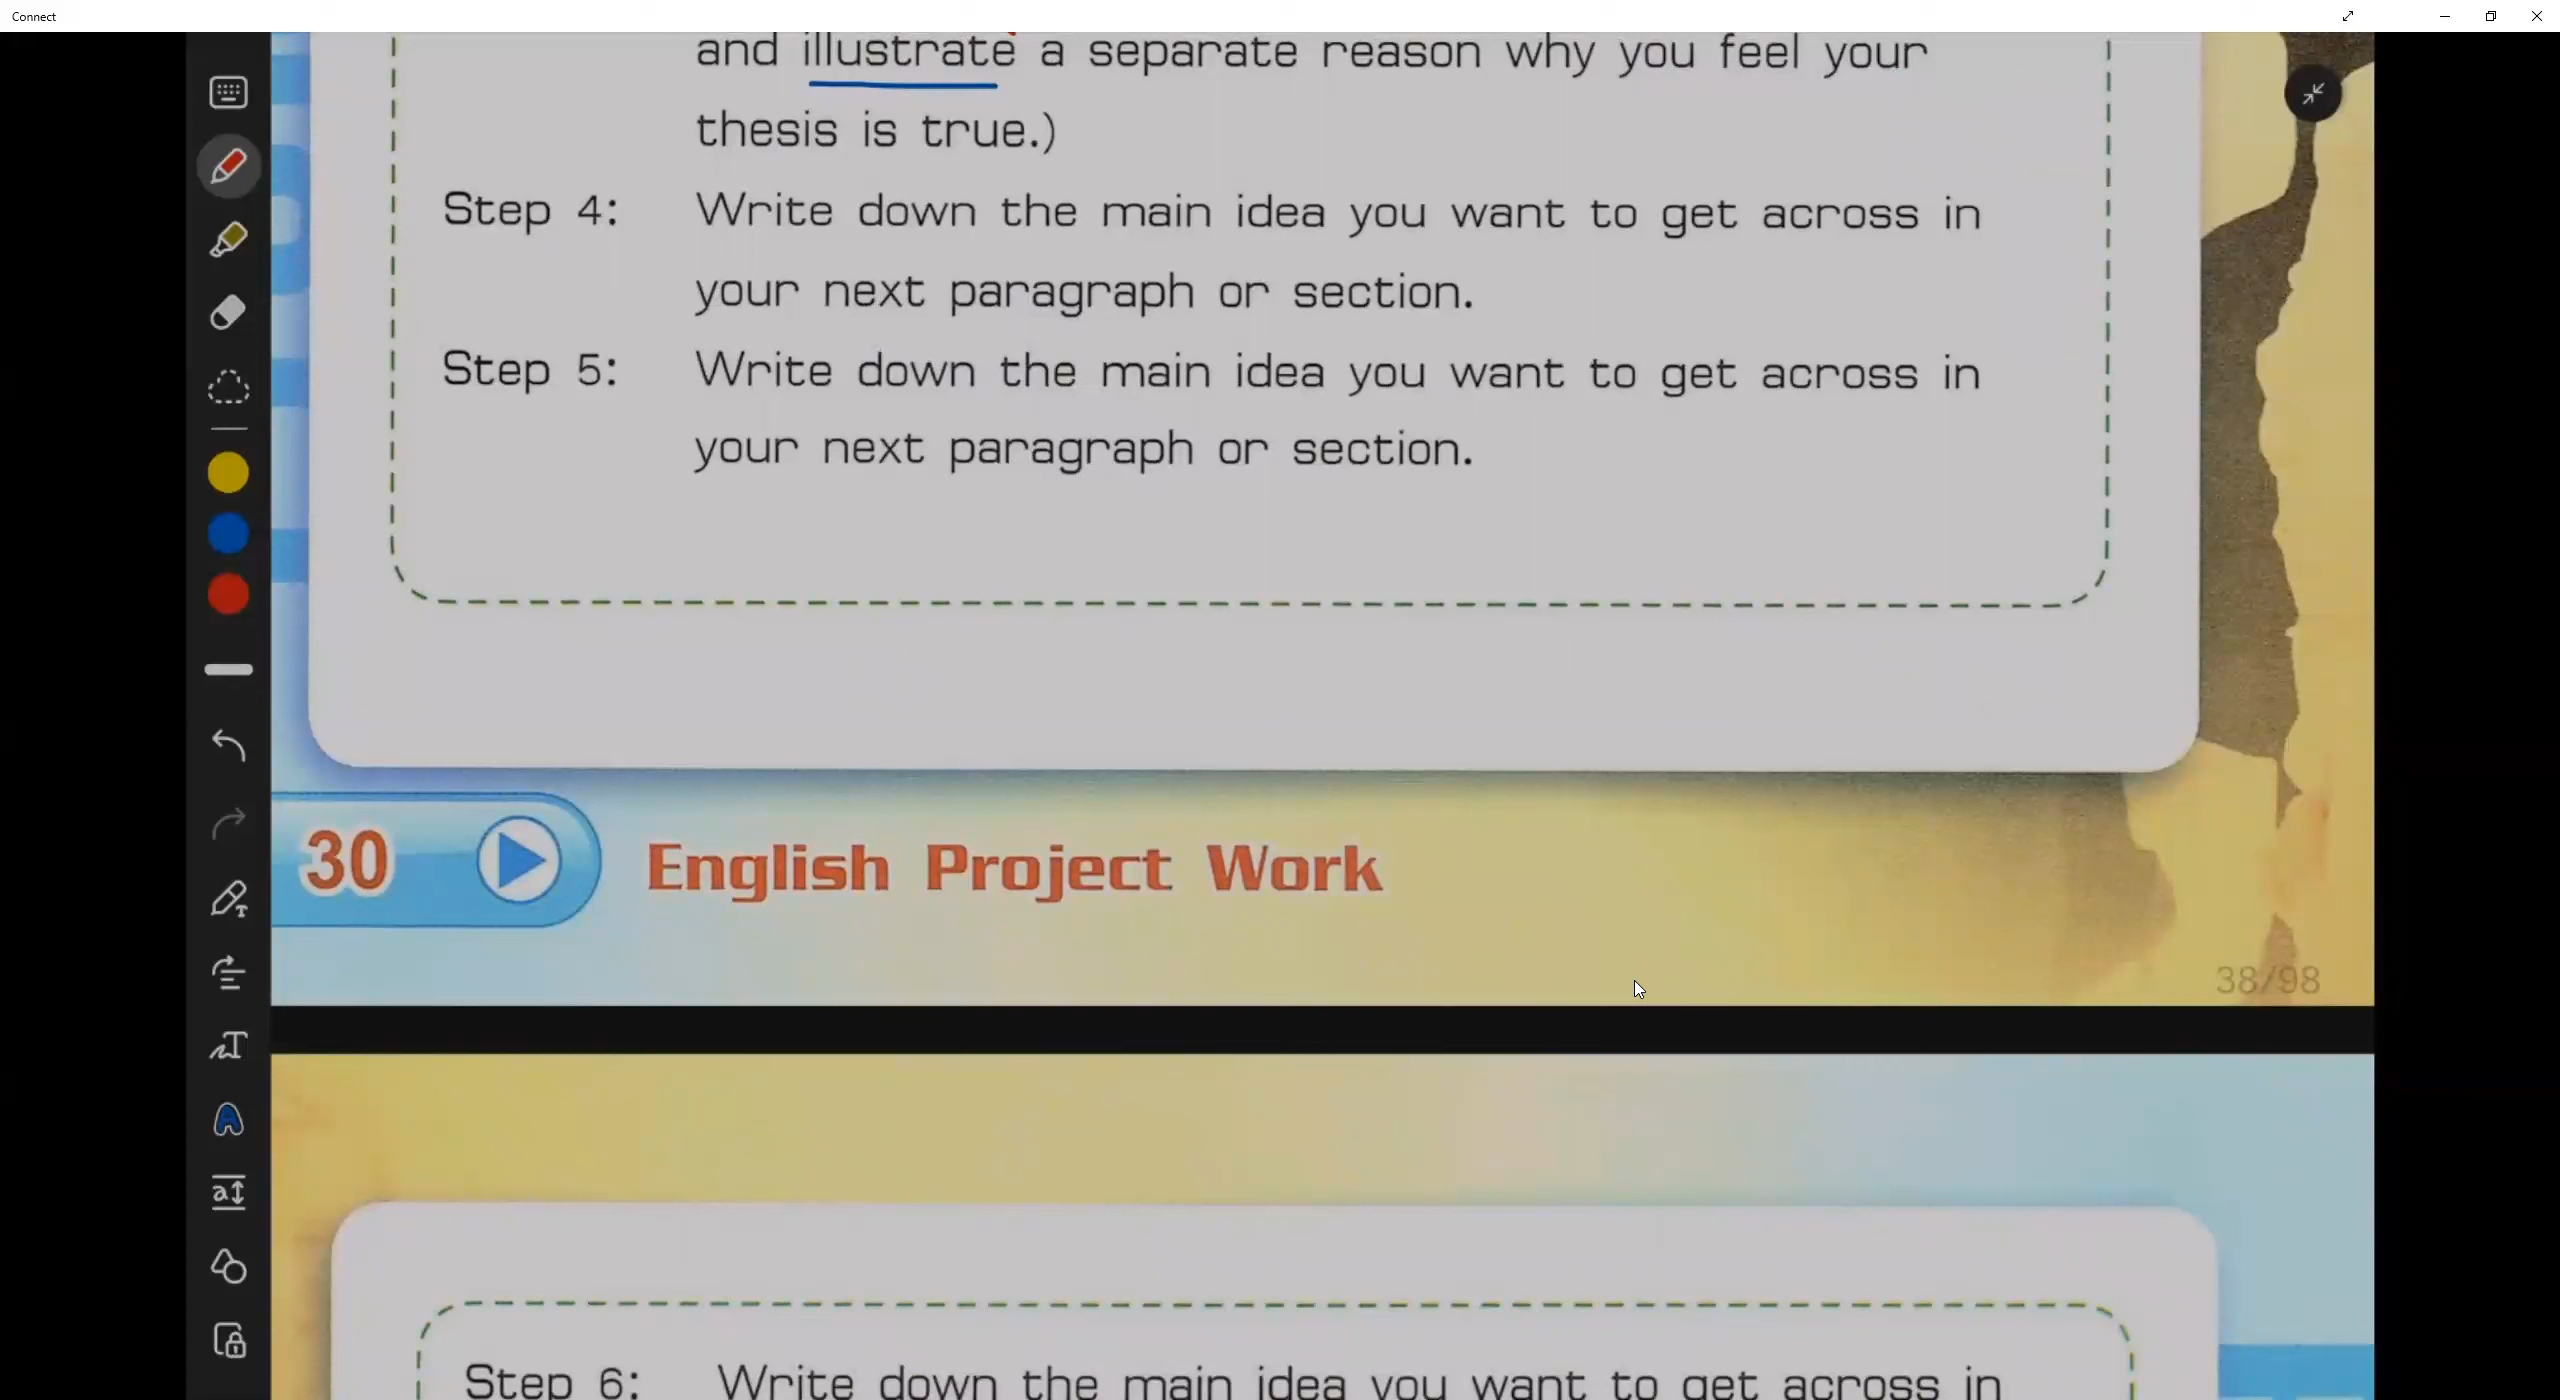 Connect
and illustrate a separate reason why you feel your
thesis is true.)
Step 4: Write down the main idea you want to get across in
your next paragraph or section.
Step 5: Write down the main idea you want to get across in
your next paragraph or section.
30 English Project Work
38/98
Step 6: Write down the main idea you want to get across in